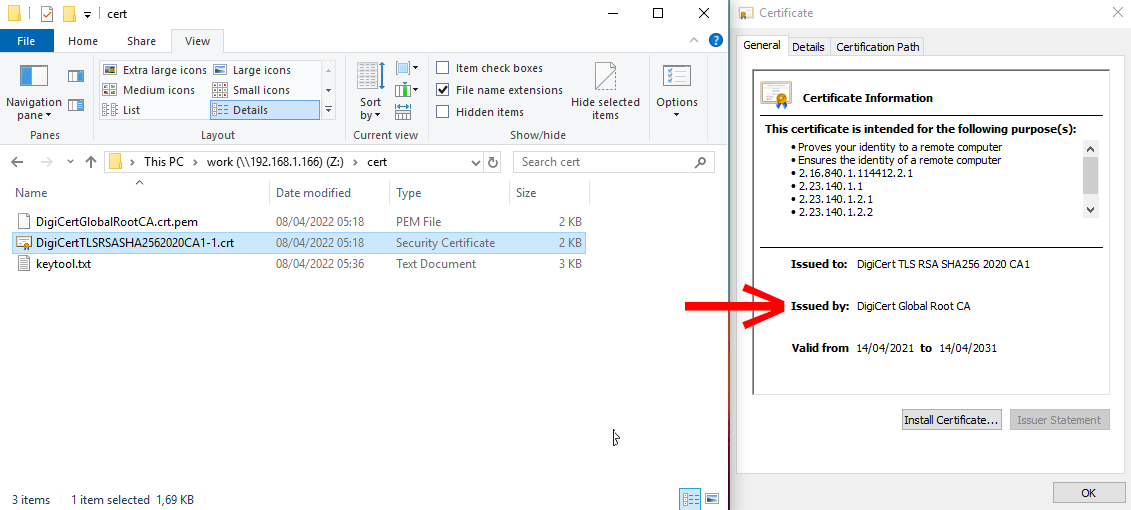 cert
File
Home
Share
View
Navigation pane
Panes
Extra large icons
Large icons
Medium icons
Small icons
List
Details
Layout
Sort by
Current view
Item check boxes
File name extensions
Hidden items
Hide selected items
Show/hide
Options
This PC
work (\\192.168.1.166) (Z:)
cert
Search cert
Name
Date modified
Type
Size
DigiCertGlobalRootCA.crt.pem 08/04/2022 05:18 PEM File 2 KB
DigiCertTLSRSASHA2562020CA1-1.crt 08/04/2022 05:18 Security Certificate 2 KB
keytool.txt 08/04/2022 05:36 Text Document 3 KB
3 items 1 item selected 1,69 KB
Certificate
General
Details
Certification Path
Certificate Information
This certificate is intended for the following purpose(s):
• Proves your identity to a remote computer
• Ensures the identity of a remote computer
• 2.16.840.1.114412.2.1
• 2.23.140.1.1
• 2.23.140.1.2.1
• 2.23.140.1.2.2
Issued to: DigiCert TLS RSA SHA256 2020 CA1
Issued by: DigiCert Global Root CA
Valid from 14/04/2021 to 14/04/2031
Install Certificate...
Issuer Statement
OK